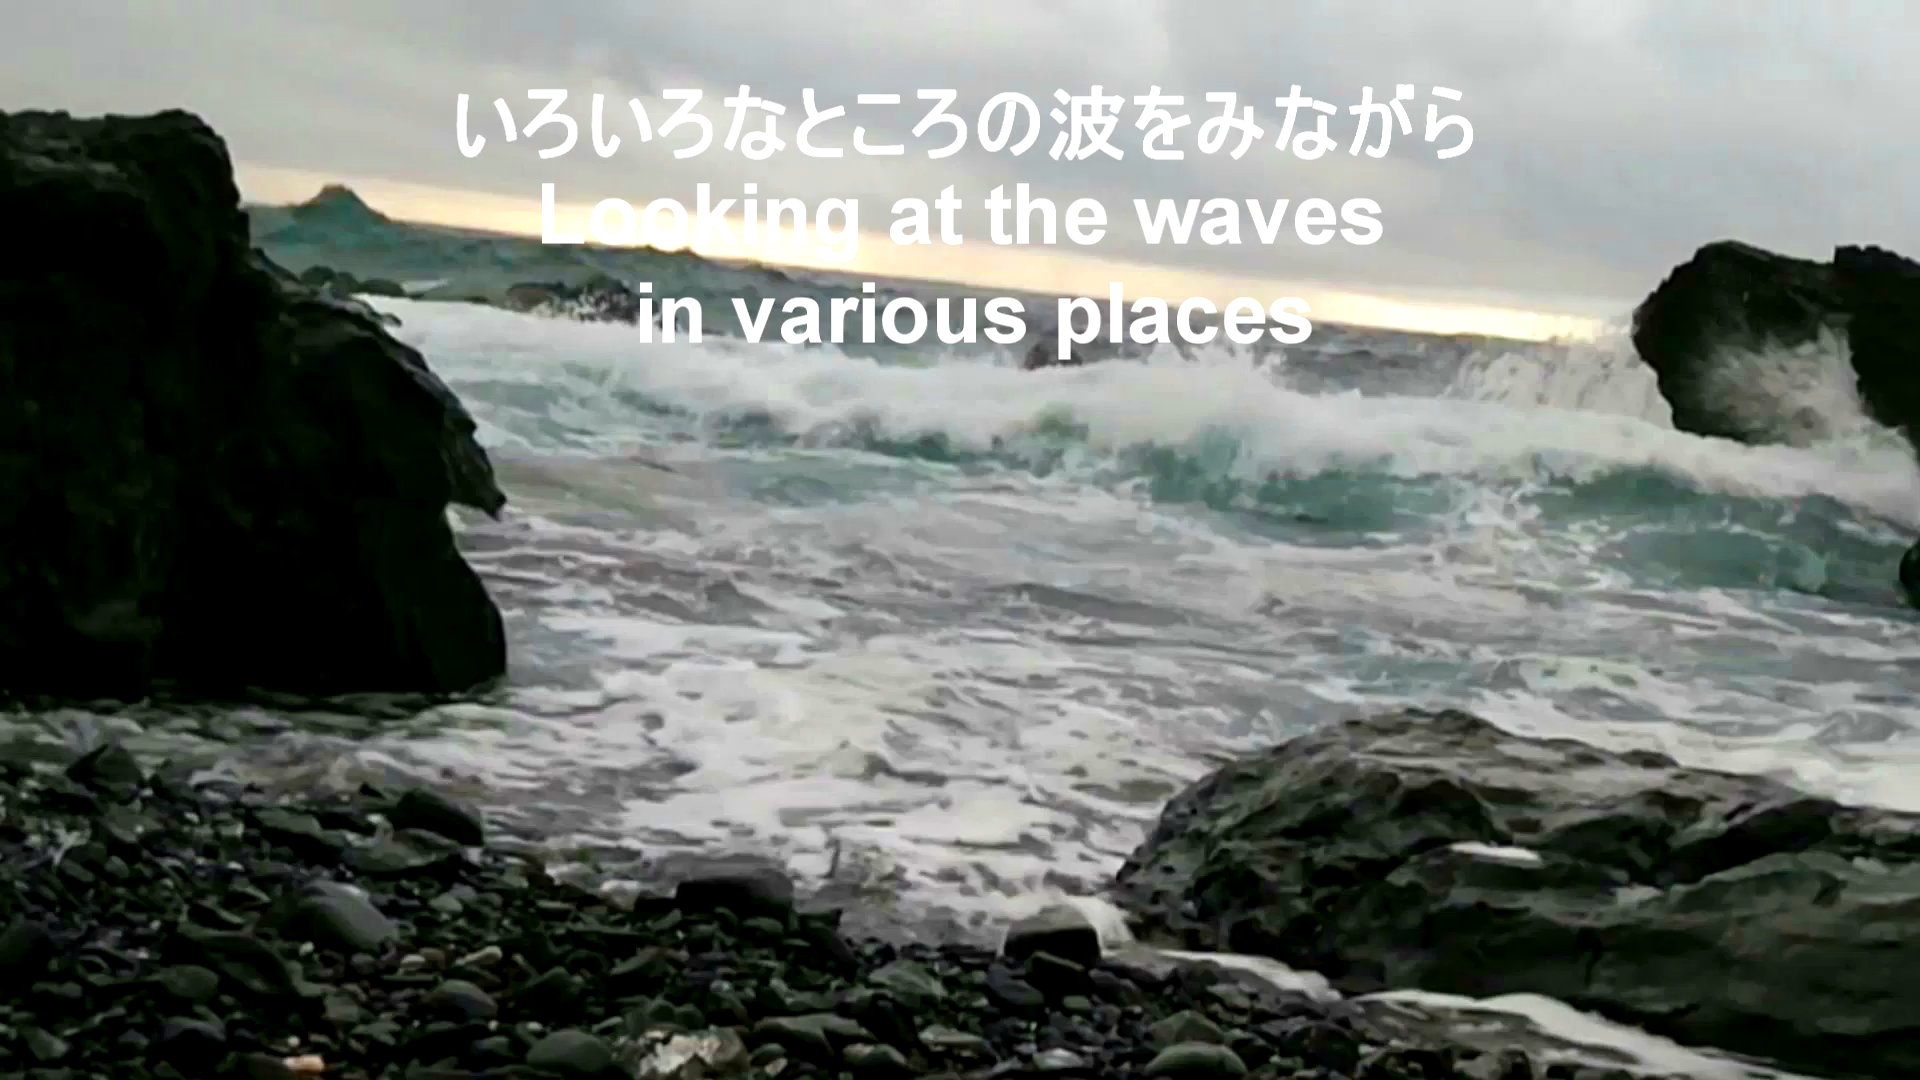 いろいろなところの波をみながら
Looking at the waves
in various places